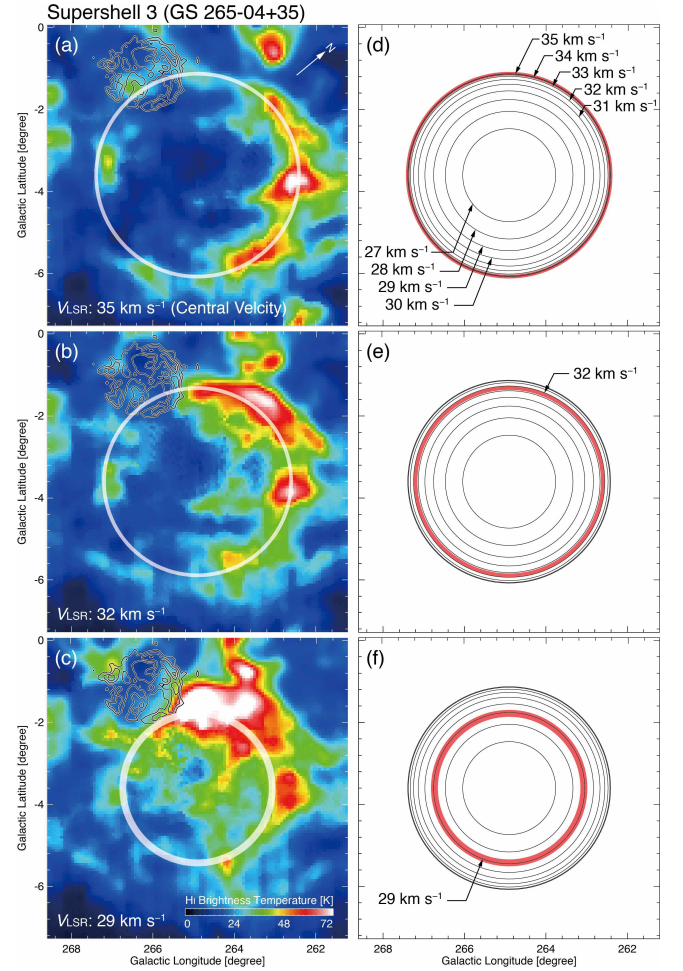 Supershell 3 (GS 265-04+35)
(a)
N
0
-2
-4
-6
Galactic Latitude [degree]
VLSR: 35 km s−1 (Central Velcity)
(d)
35 km s−1
34 km s−1
33 km s−1
32 km s−1
31 km s−1
27 km s−1
28 km s−1
29 km s−1
30 km s−1
(b)
0
-2
-4
-6
Galactic Latitude [degree]
VLSR: 32 km s−1
(e)
32 km s−1
(c)
0
-2
-4
-6
Galactic Latitude [degree]
HI Brightness Temperature [K]
0 24 48 72
VLSR: 29 km s−1
268 266 264 262
Galactic Longitude [degree]
(f)
29 km s−1
268 266 264 262
Galactic Longitude [degree]